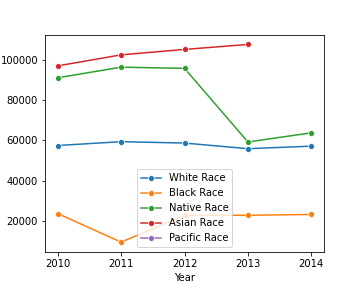 100000
80000
60000
40000
20000
White Race
Black Race
Native Race
Asian Race
Pacific Race
2010 2011 2012 2013 2014
Year